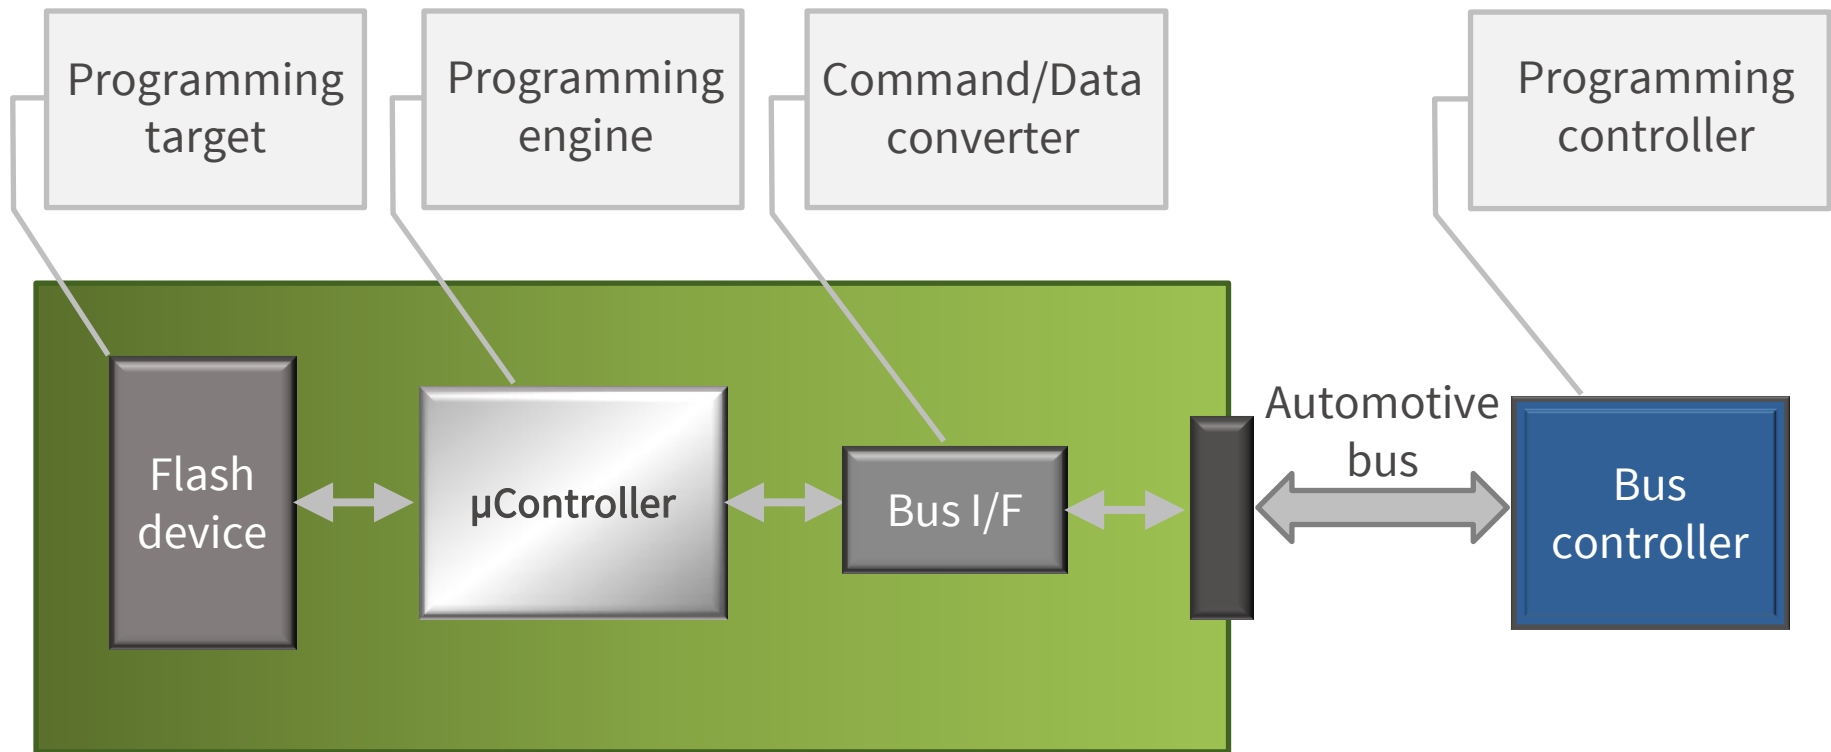 Programming
target
Programming
engine
Command/Data
converter
Programming
controller
Flash
device
µController
Bus I/F
Automotive
bus
Bus
controller